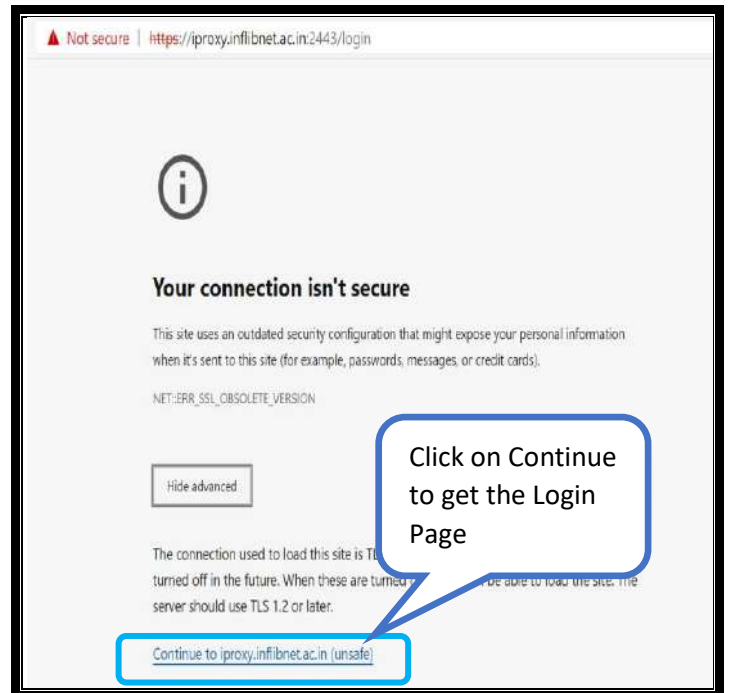 Not secure | https://iproxy.inflibnet.ac.in:2443/login
Your connection isn't secure
This site uses an outdated security configuration that might expose your personal information
when it's sent to this site (for example, passwords, messages, or credit cards).
NET::ERR_SSL_OBSOLETE_VERSION
Hide advanced
Click on Continue
to get the Login
Page
The connection used to load this site is
turned off in the future. When these are turned be able to load the site. The
server should use TLS 1.2 or later.
Continue to iproxy.inflibnet.ac.in (unsafe)